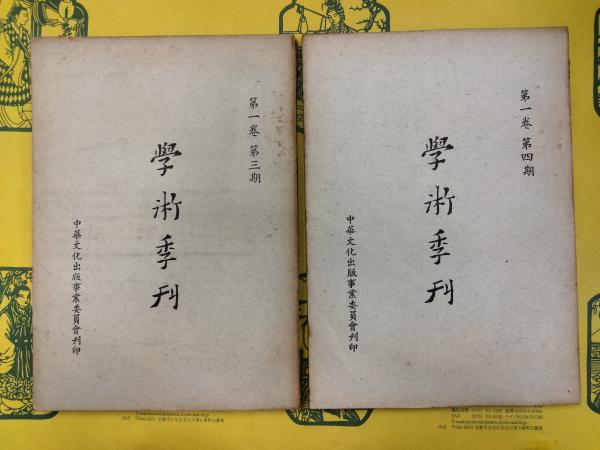 第一卷 第三期
學術季刊
中華文化出版事業委員會刊印
第一卷 第四期
學術季刊
中華文化出版事業委員會刊印